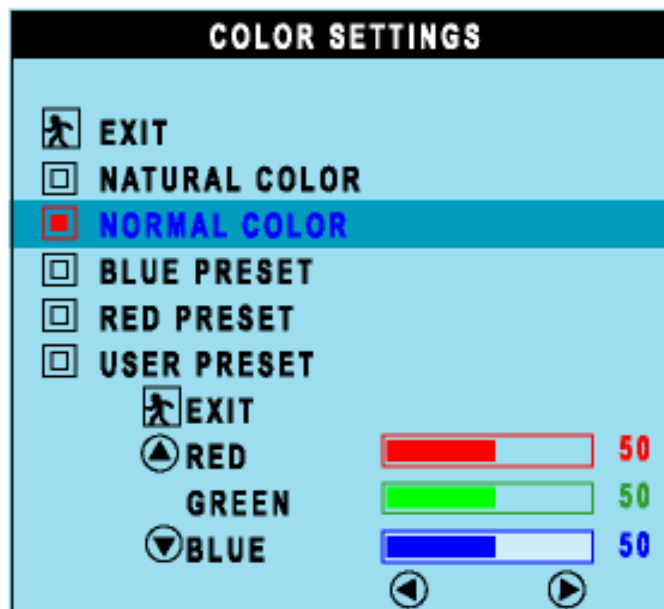 COLOR SETTINGS
EXIT
NATURAL COLOR
NORMAL COLOR
BLUE PRESET
RED PRESET
USER PRESET
EXIT
RED 50
GREEN 50
BLUE 50